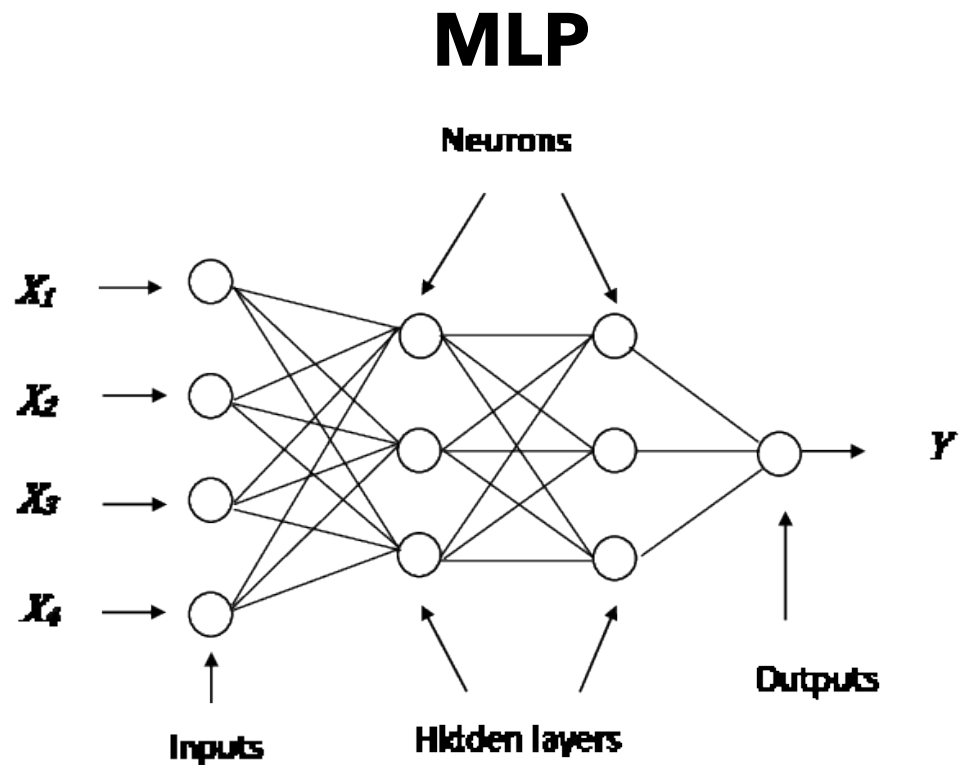 MLP
Neurons
X1
X2
X3
X4
Y
Outputs
Inputs
Hidden layers